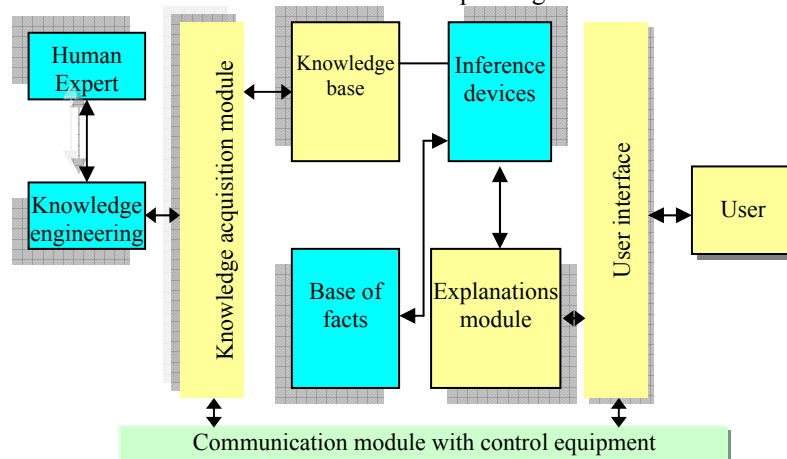 Human
Expert
Knowledge
engineering
Knowledge acquisition module
Knowledge
base
Inference
devices
Base of
facts
Explanations
module
User interface
User
Communication module with control equipment